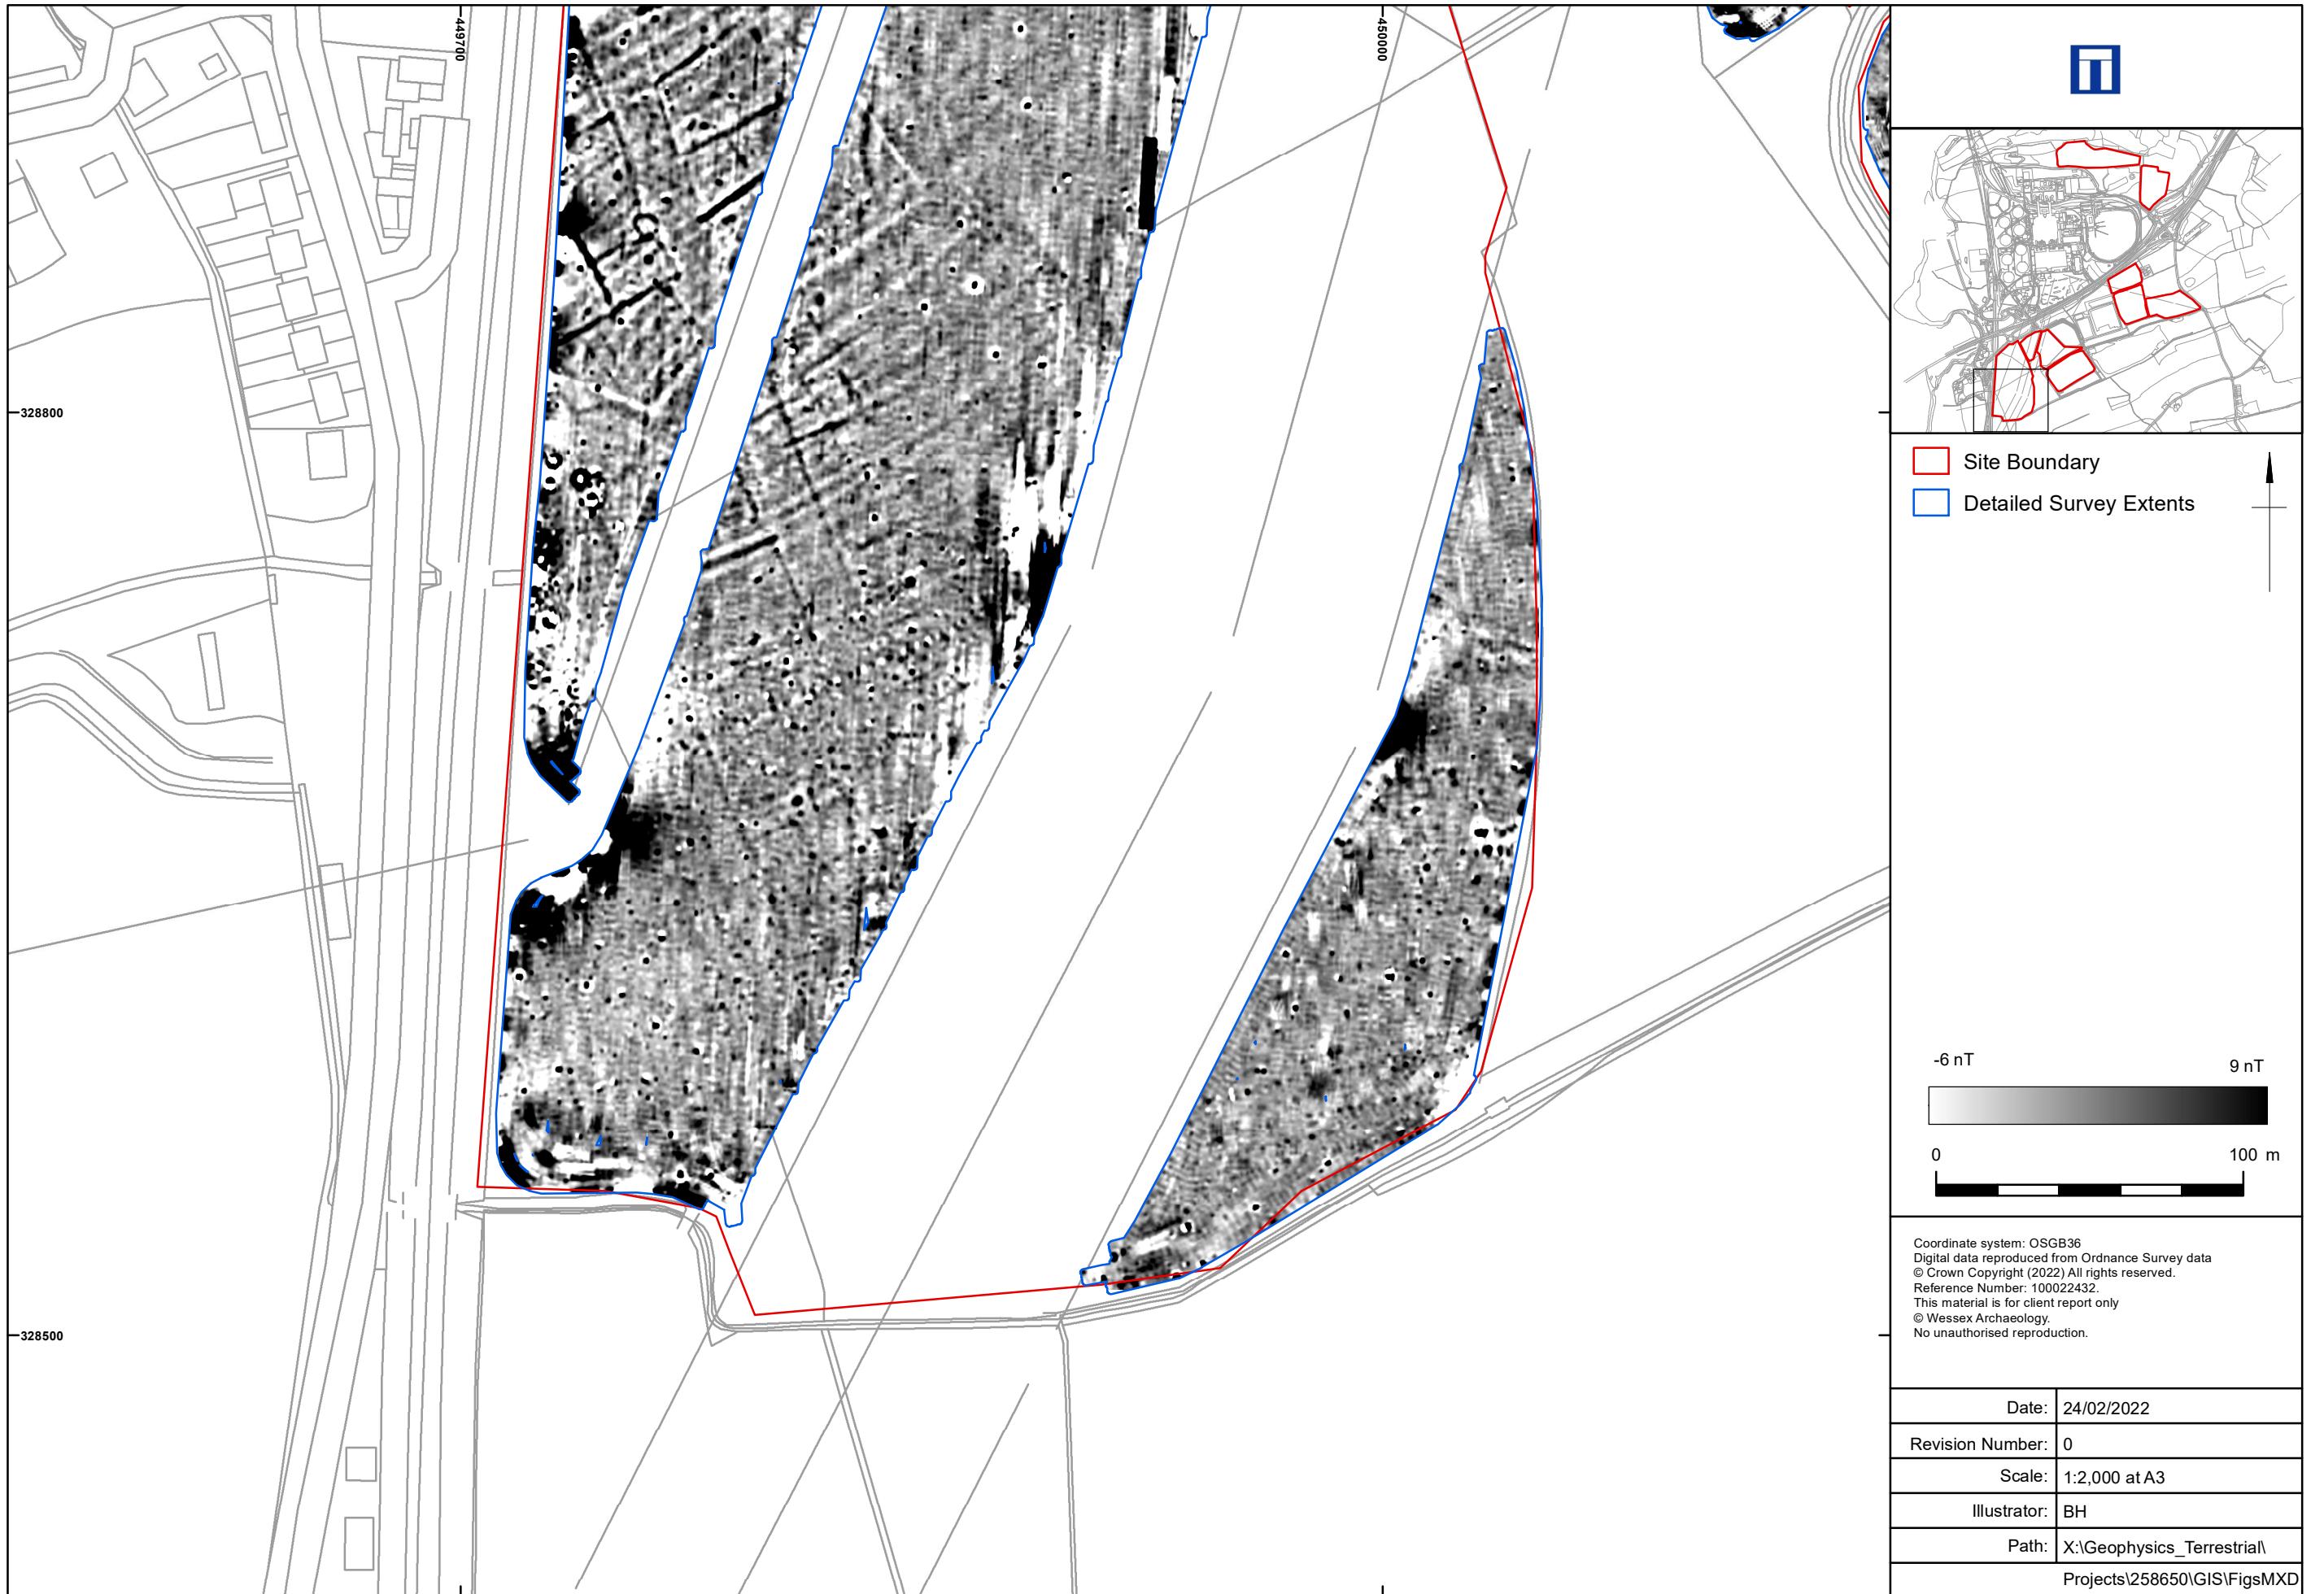 449700
450000
328800
328500
Site Boundary
Detailed Survey Extents
-6 nT
9 nT
0
100 m
Coordinate system: OSGB36
Digital data reproduced from Ordnance Survey data
© Crown Copyright (2022) All rights reserved.
Reference Number: 100022432.
This material is for client report only
© Wessex Archaeology.
No unauthorised reproduction.
Date: 24/02/2022
Revision Number: 0
Scale: 1:2,000 at A3
Illustrator: BH
Path: X:\Geophysics_Terrestrial\
Projects\258650\GIS\FigsMXD